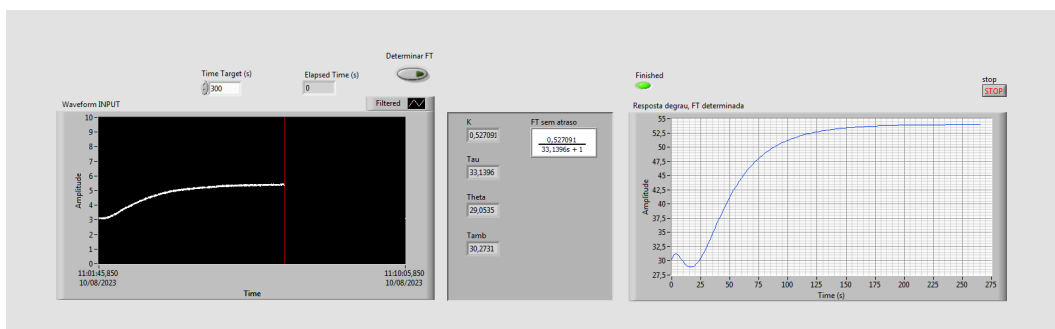 Determinar FT
Time Target (s)
300
Elapsed Time (s)
0
Waveform INPUT
Filtered
Amplitude
10
9
8
7
6
5
4
3
2
1
0
11:01:45,850
10/08/2023
11:10:05,850
10/08/2023
Time
K
0,527091
Tau
33,1396
Theta
29,0535
Tamb
30,2731
FT sem atraso
0,527091
33,1396s + 1
Finished
stop
STOP
Resposta degrau, FT determinada
Amplitude
55
52,5
50
47,5
45
42,5
40
37,5
35
32,5
30
27,5
0 25 50 75 100 125 150 175 200 225 250 275
Time (s)